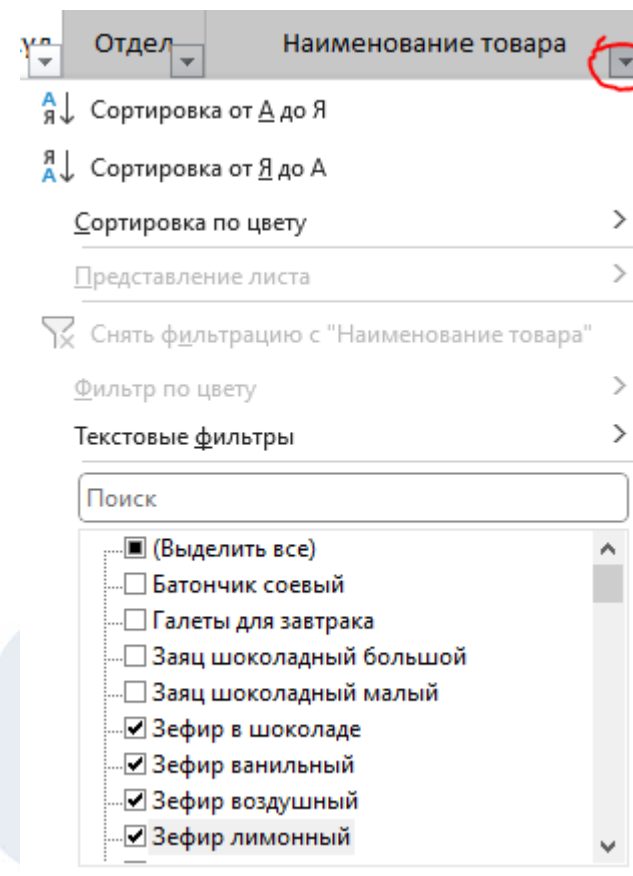 Отдел Наименование товара
Сортировка от А до Я
Сортировка от Я до А
Сортировка по цвету
Представление листа
Снять фильтрацию с "Наименование товара"
Фильтр по цвету
Текстовые фильтры
Поиск
(Выделить все)
Батончик соевый
Галеты для завтрака
Заяц шоколадный большой
Заяц шоколадный малый
Зефир в шоколаде
Зефир ванильный
Зефир воздушный
Зефир лимонный